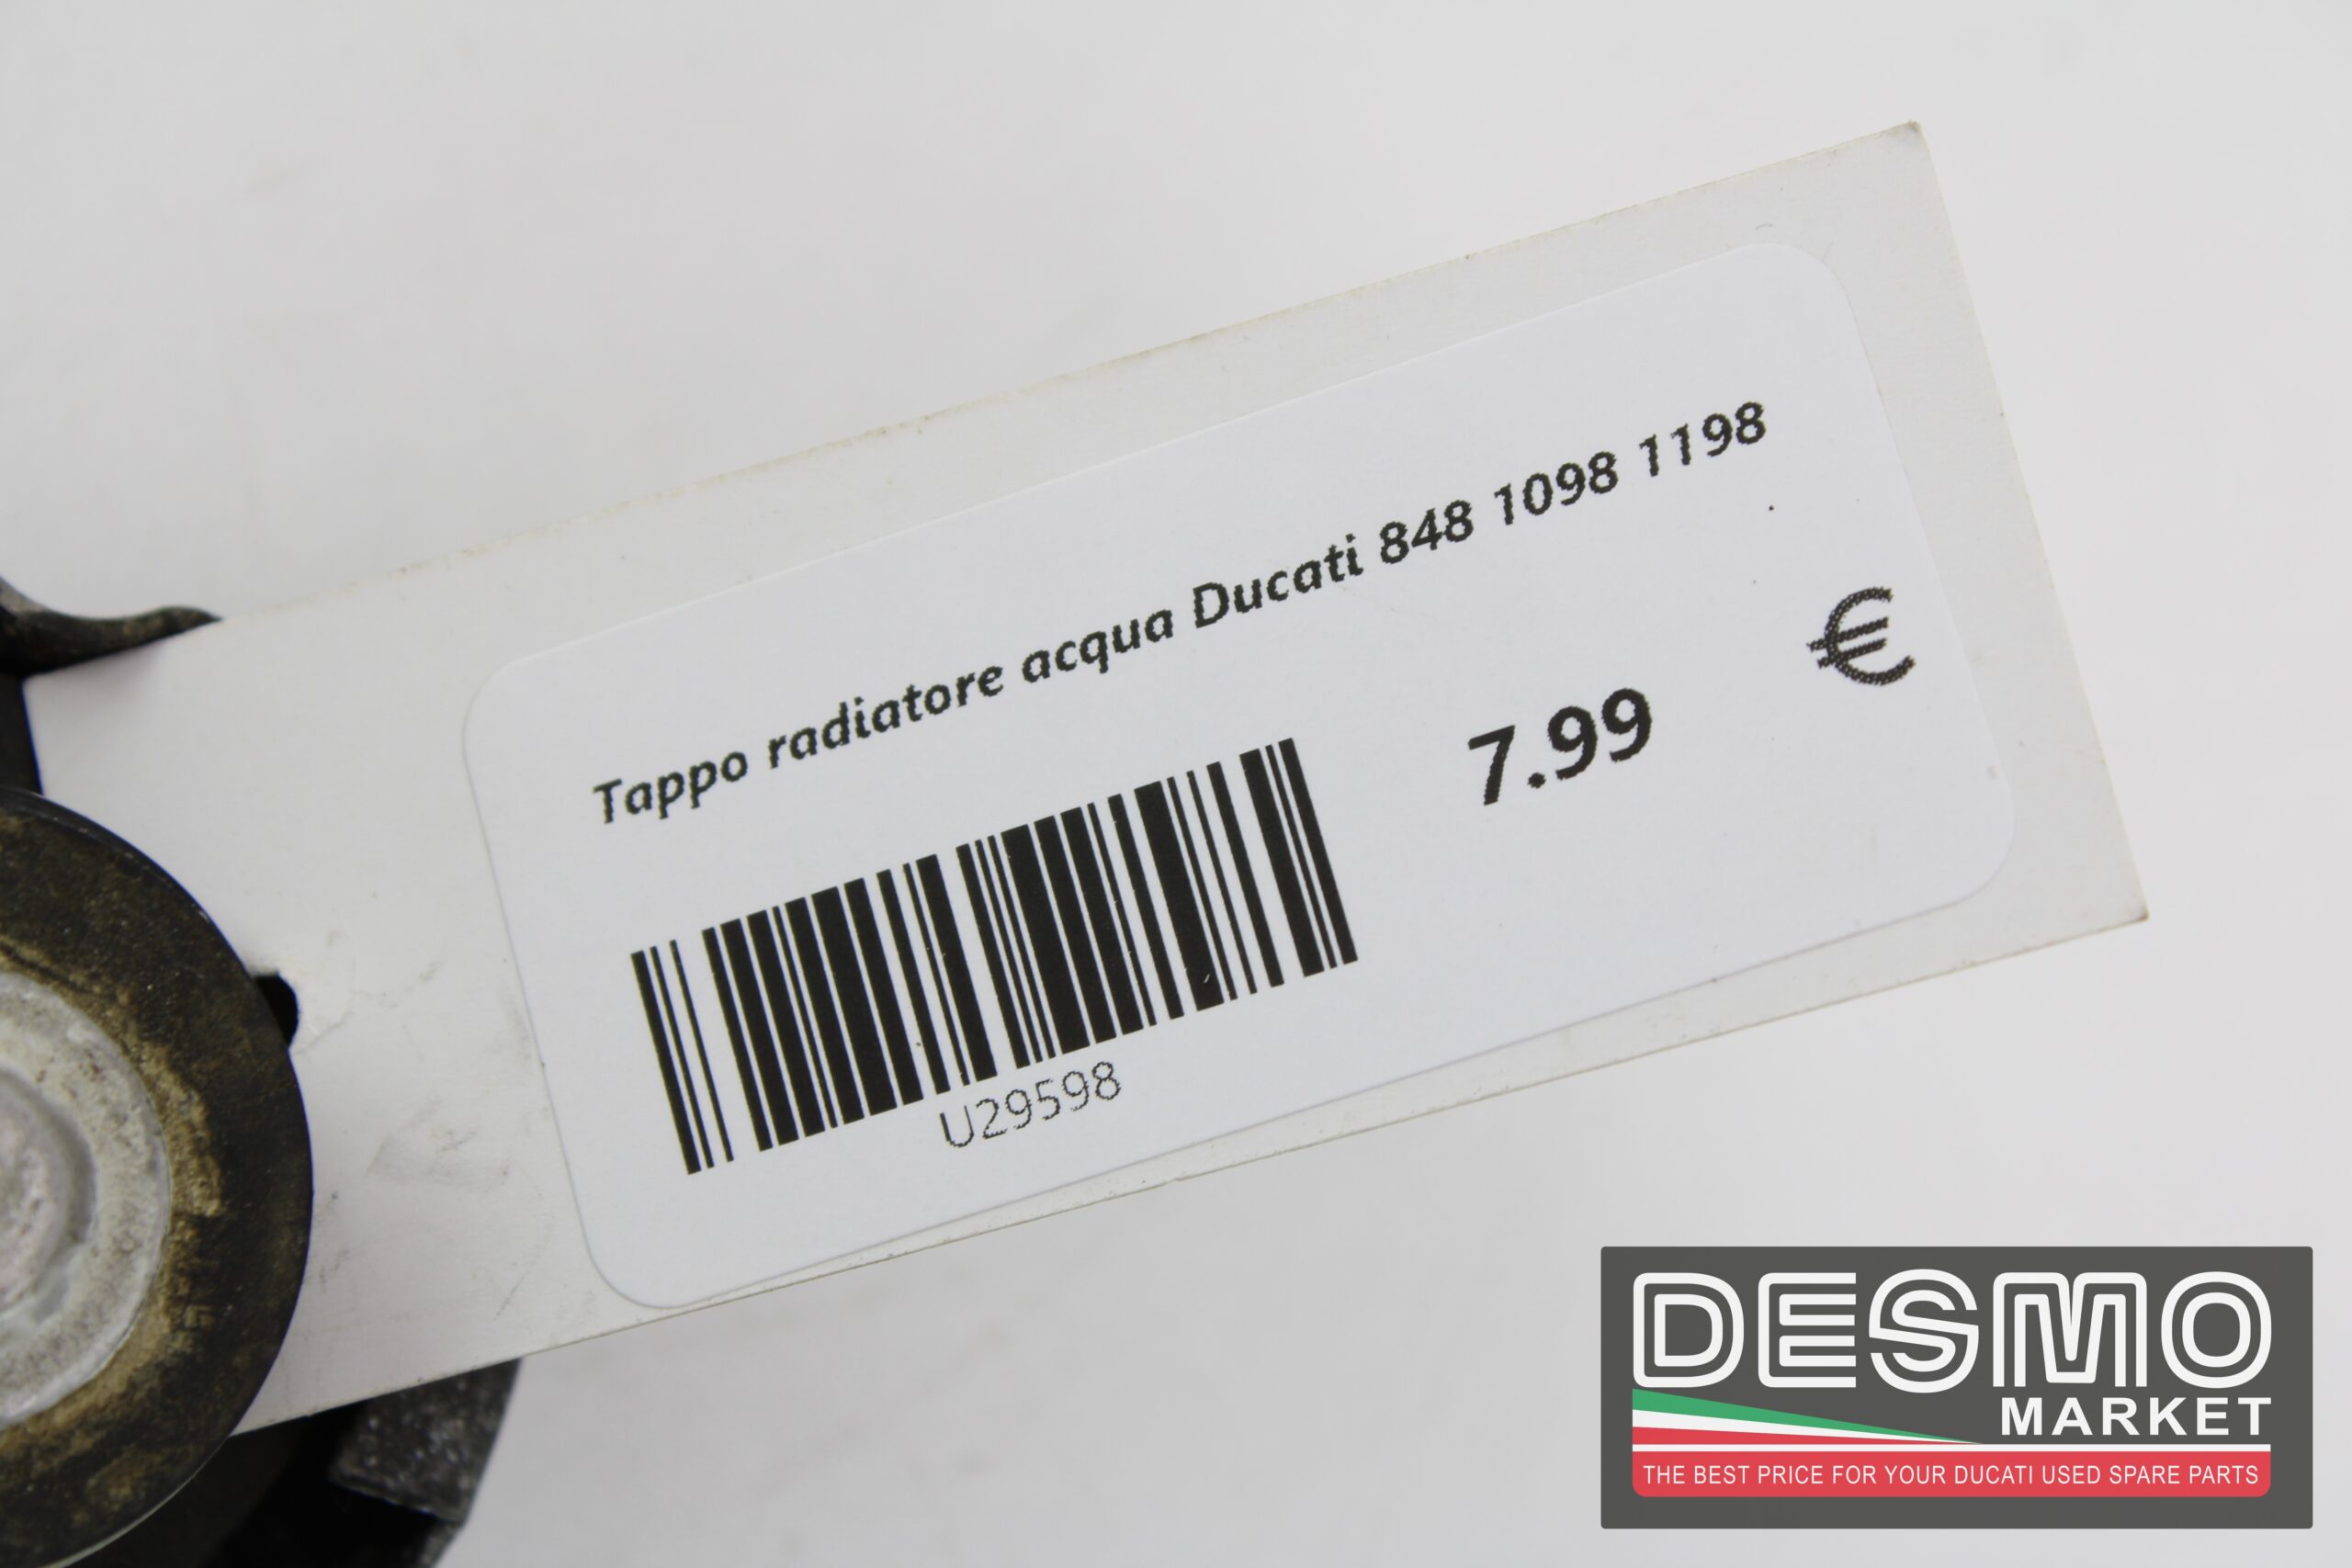 Tappo radiatore acqua Ducati 848 1098 1198
7.99 €
U29598
DESMO
MARKET
THE BEST PRICE FOR YOUR DUCATI USED SPARE PARTS